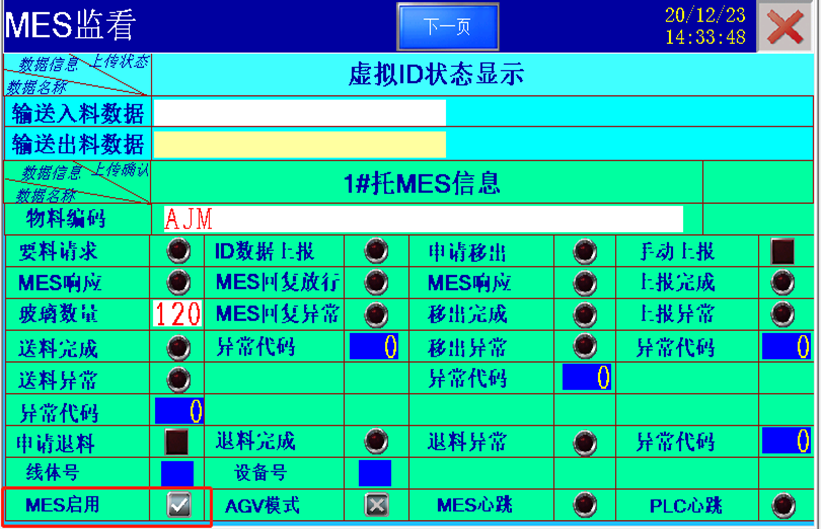 MES监看 下一页 20/12/23
14:33:48
数据信息 上传状态
数据名称
虚拟ID状态显示
输送入料数据
输送出料数据
数据信息 上传确认
数据名称
1#托MES信息
物料编码 AJM
要料请求 ID数据上报 申请移出 手动上报
MES响应 MES回复放行 MES响应 上报完成
玻璃数量 120 MES回复异常 移出完成 上报异常
送料完成 异常代码 0 移出异常 异常代码 0
送料异常 异常代码 0
异常代码 0
申请退料 退料完成 退料异常 异常代码 0
线体号 设备号
MES启用 AGV模式 MES心跳 PLC心跳